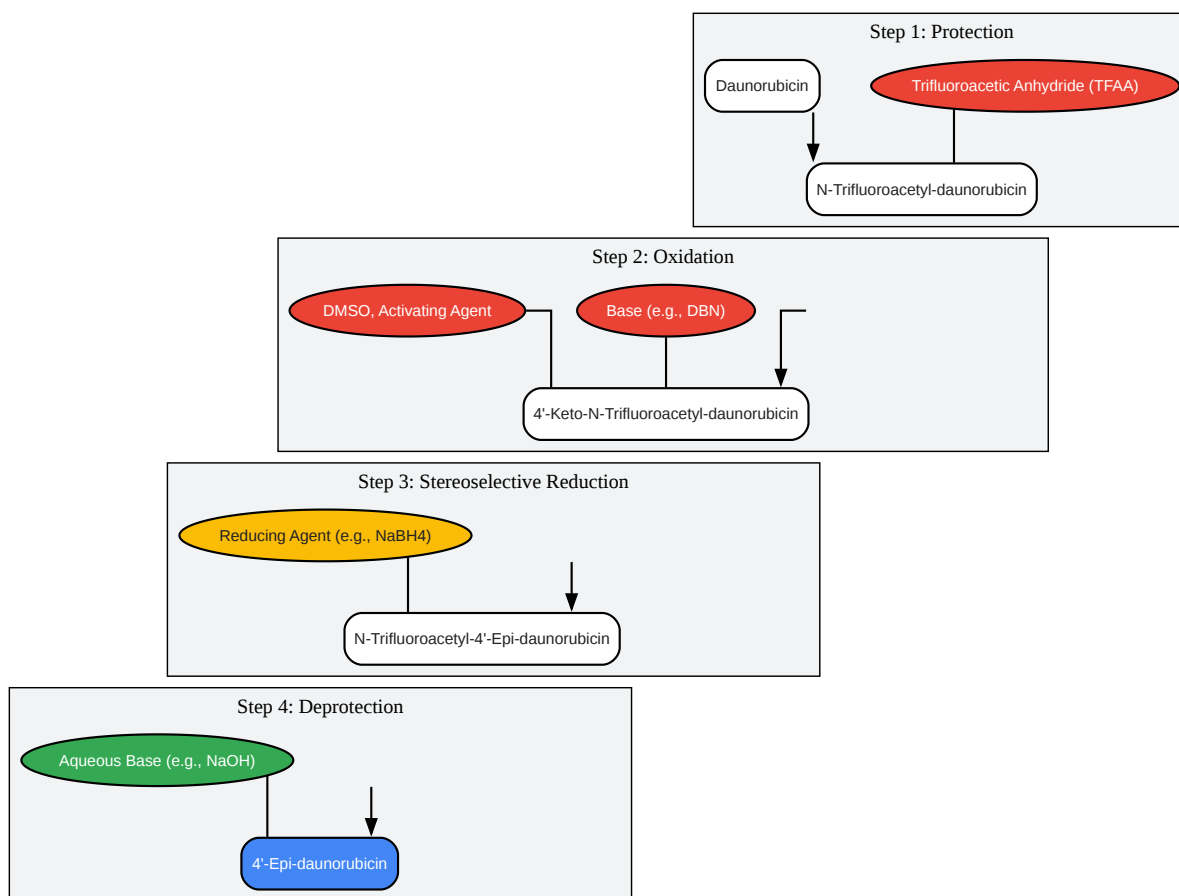 Step 1: Protection
Daunorubicin
Trifluoroacetic Anhydride (TFAA)
N-Trifluoroacetyl-daunorubicin
Step 2: Oxidation
DMSO, Activating Agent
Base (e.g., DBN)
4'-Keto-N-Trifluoroacetyl-daunorubicin
Step 3: Stereoselective Reduction
Reducing Agent (e.g., NaBH4)
N-Trifluoroacetyl-4'-Epi-daunorubicin
Step 4: Deprotection
Aqueous Base (e.g., NaOH)
4'-Epi-daunorubicin